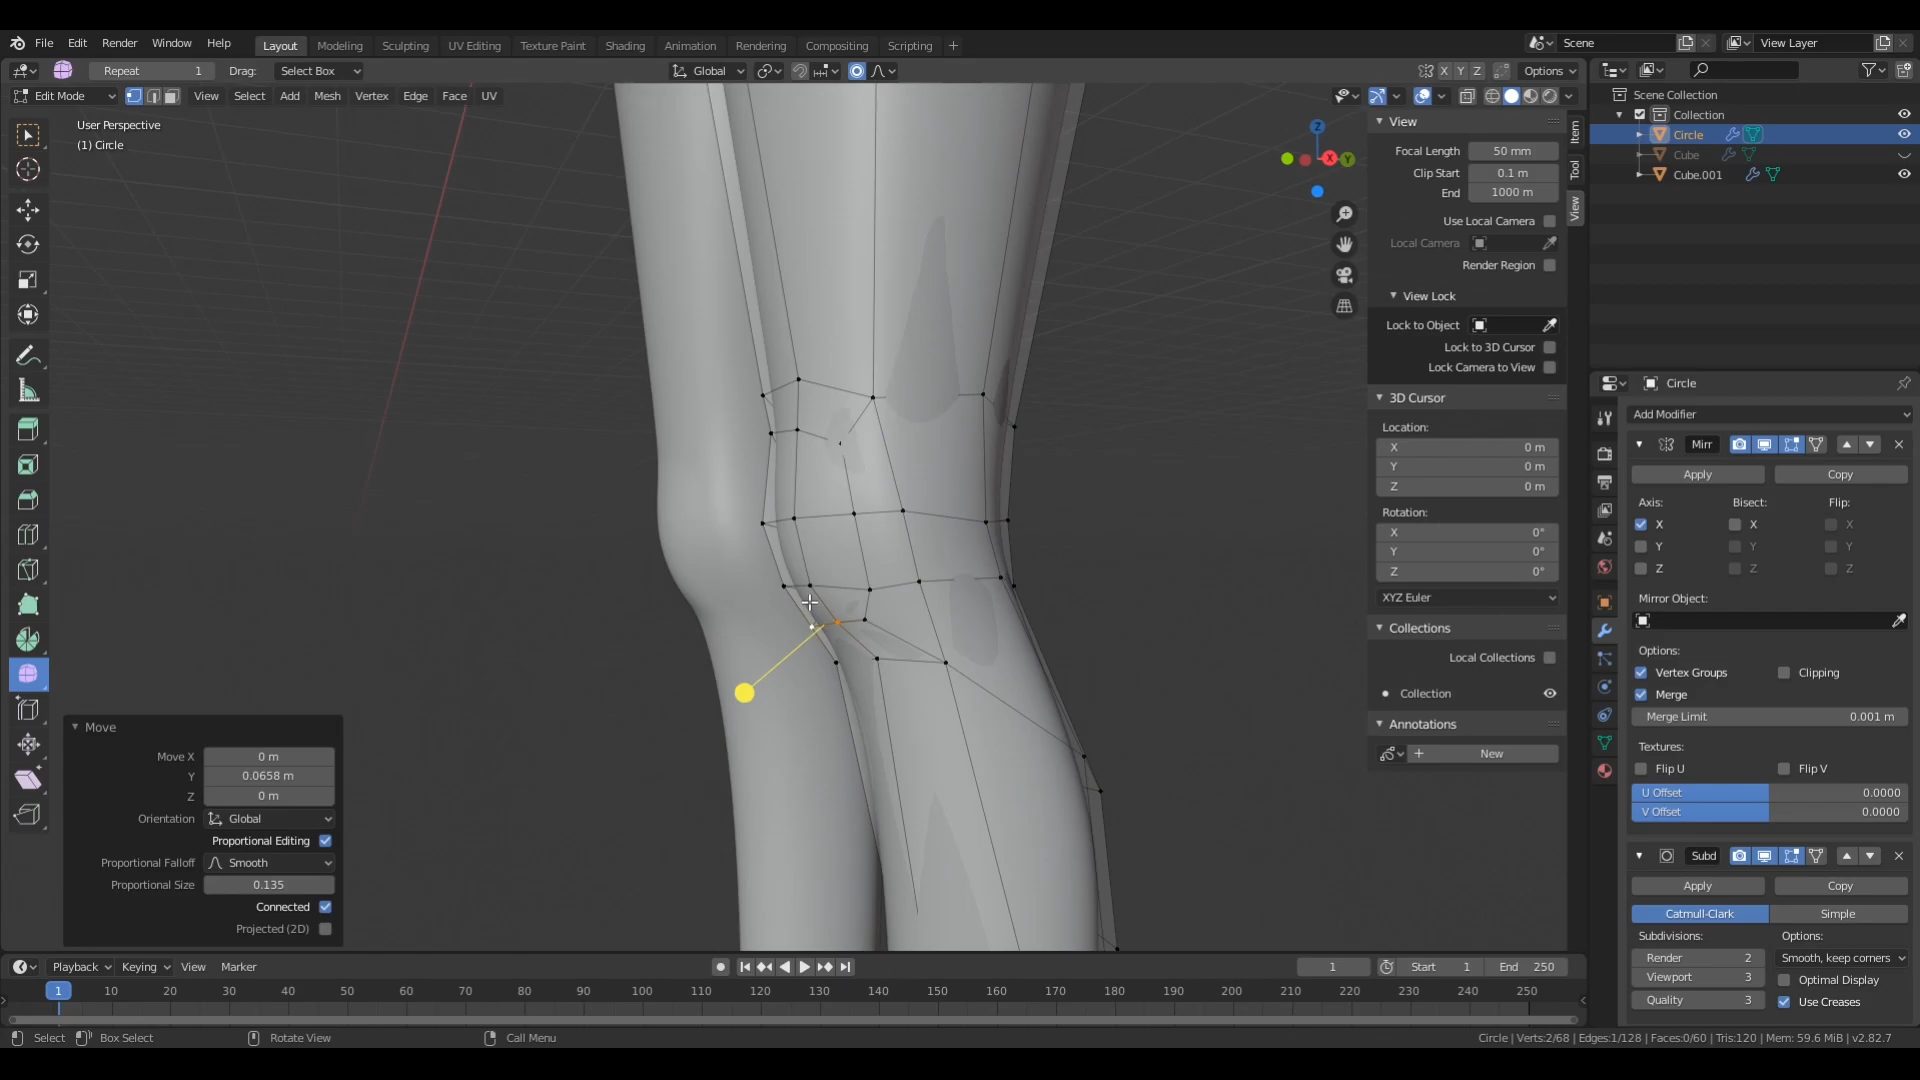 File Edit Render Window Help Layout Modeling Sculpting UV Editing Texture Paint Shading Animation Rendering Compositing Scripting + Scene View Layer
Repeat 1 Drag: Select Box Global X Y Z Options
Edit Mode View Select Add Mesh Vertex Edge Face UV
User Perspective
(1) Circle
Z
X
Y
View
Focal Length 50 mm
Clip Start 0.1 m
End 1000 m
Use Local Camera
Local Camera
Render Region
View Lock
Lock to Object
Lock to 3D Cursor
Lock Camera to View
3D Cursor
Location:
X 0 m
Y 0 m
Z 0 m
Rotation:
X 0°
Y 0°
Z 0°
XYZ Euler
Collections
Local Collections
Collection
Annotations
New
Item
Tool
View
Scene Collection
Collection
Circle
Cube
Cube.001
Circle
Add Modifier
Mirr
Apply Copy
Axis: Bisect: Flip:
X X X
Y Y Y
Z Z Z
Mirror Object:
Options:
Vertex Groups Clipping
Merge
Merge Limit 0.001 m
Textures:
Flip U Flip V
U Offset 0.0000
V Offset 0.0000
Subd
Apply Copy
Catmull-Clark Simple
Subdivisions: Options:
Render 2 Smooth, keep corners
Viewport 3 Optimal Display
Quality 3 Use Creases
Move
Move X 0 m
Y 0.0658 m
Z 0 m
Orientation Global
Proportional Editing
Proportional Falloff Smooth
Proportional Size 0.135
Connected
Projected (2D)
Playback Keying View Marker 1 Start 1 End 250
1 10 20 30 40 50 60 70 80 90 100 110 120 130 140 150 160 170 180 190 200 210 220 230 240 250
Select Box Select Rotate View Call Menu Circle | Verts:2/68 | Edges:1/128 | Faces:0/60 | Tris:120 | Mem: 59.6 MiB | v2.82.7